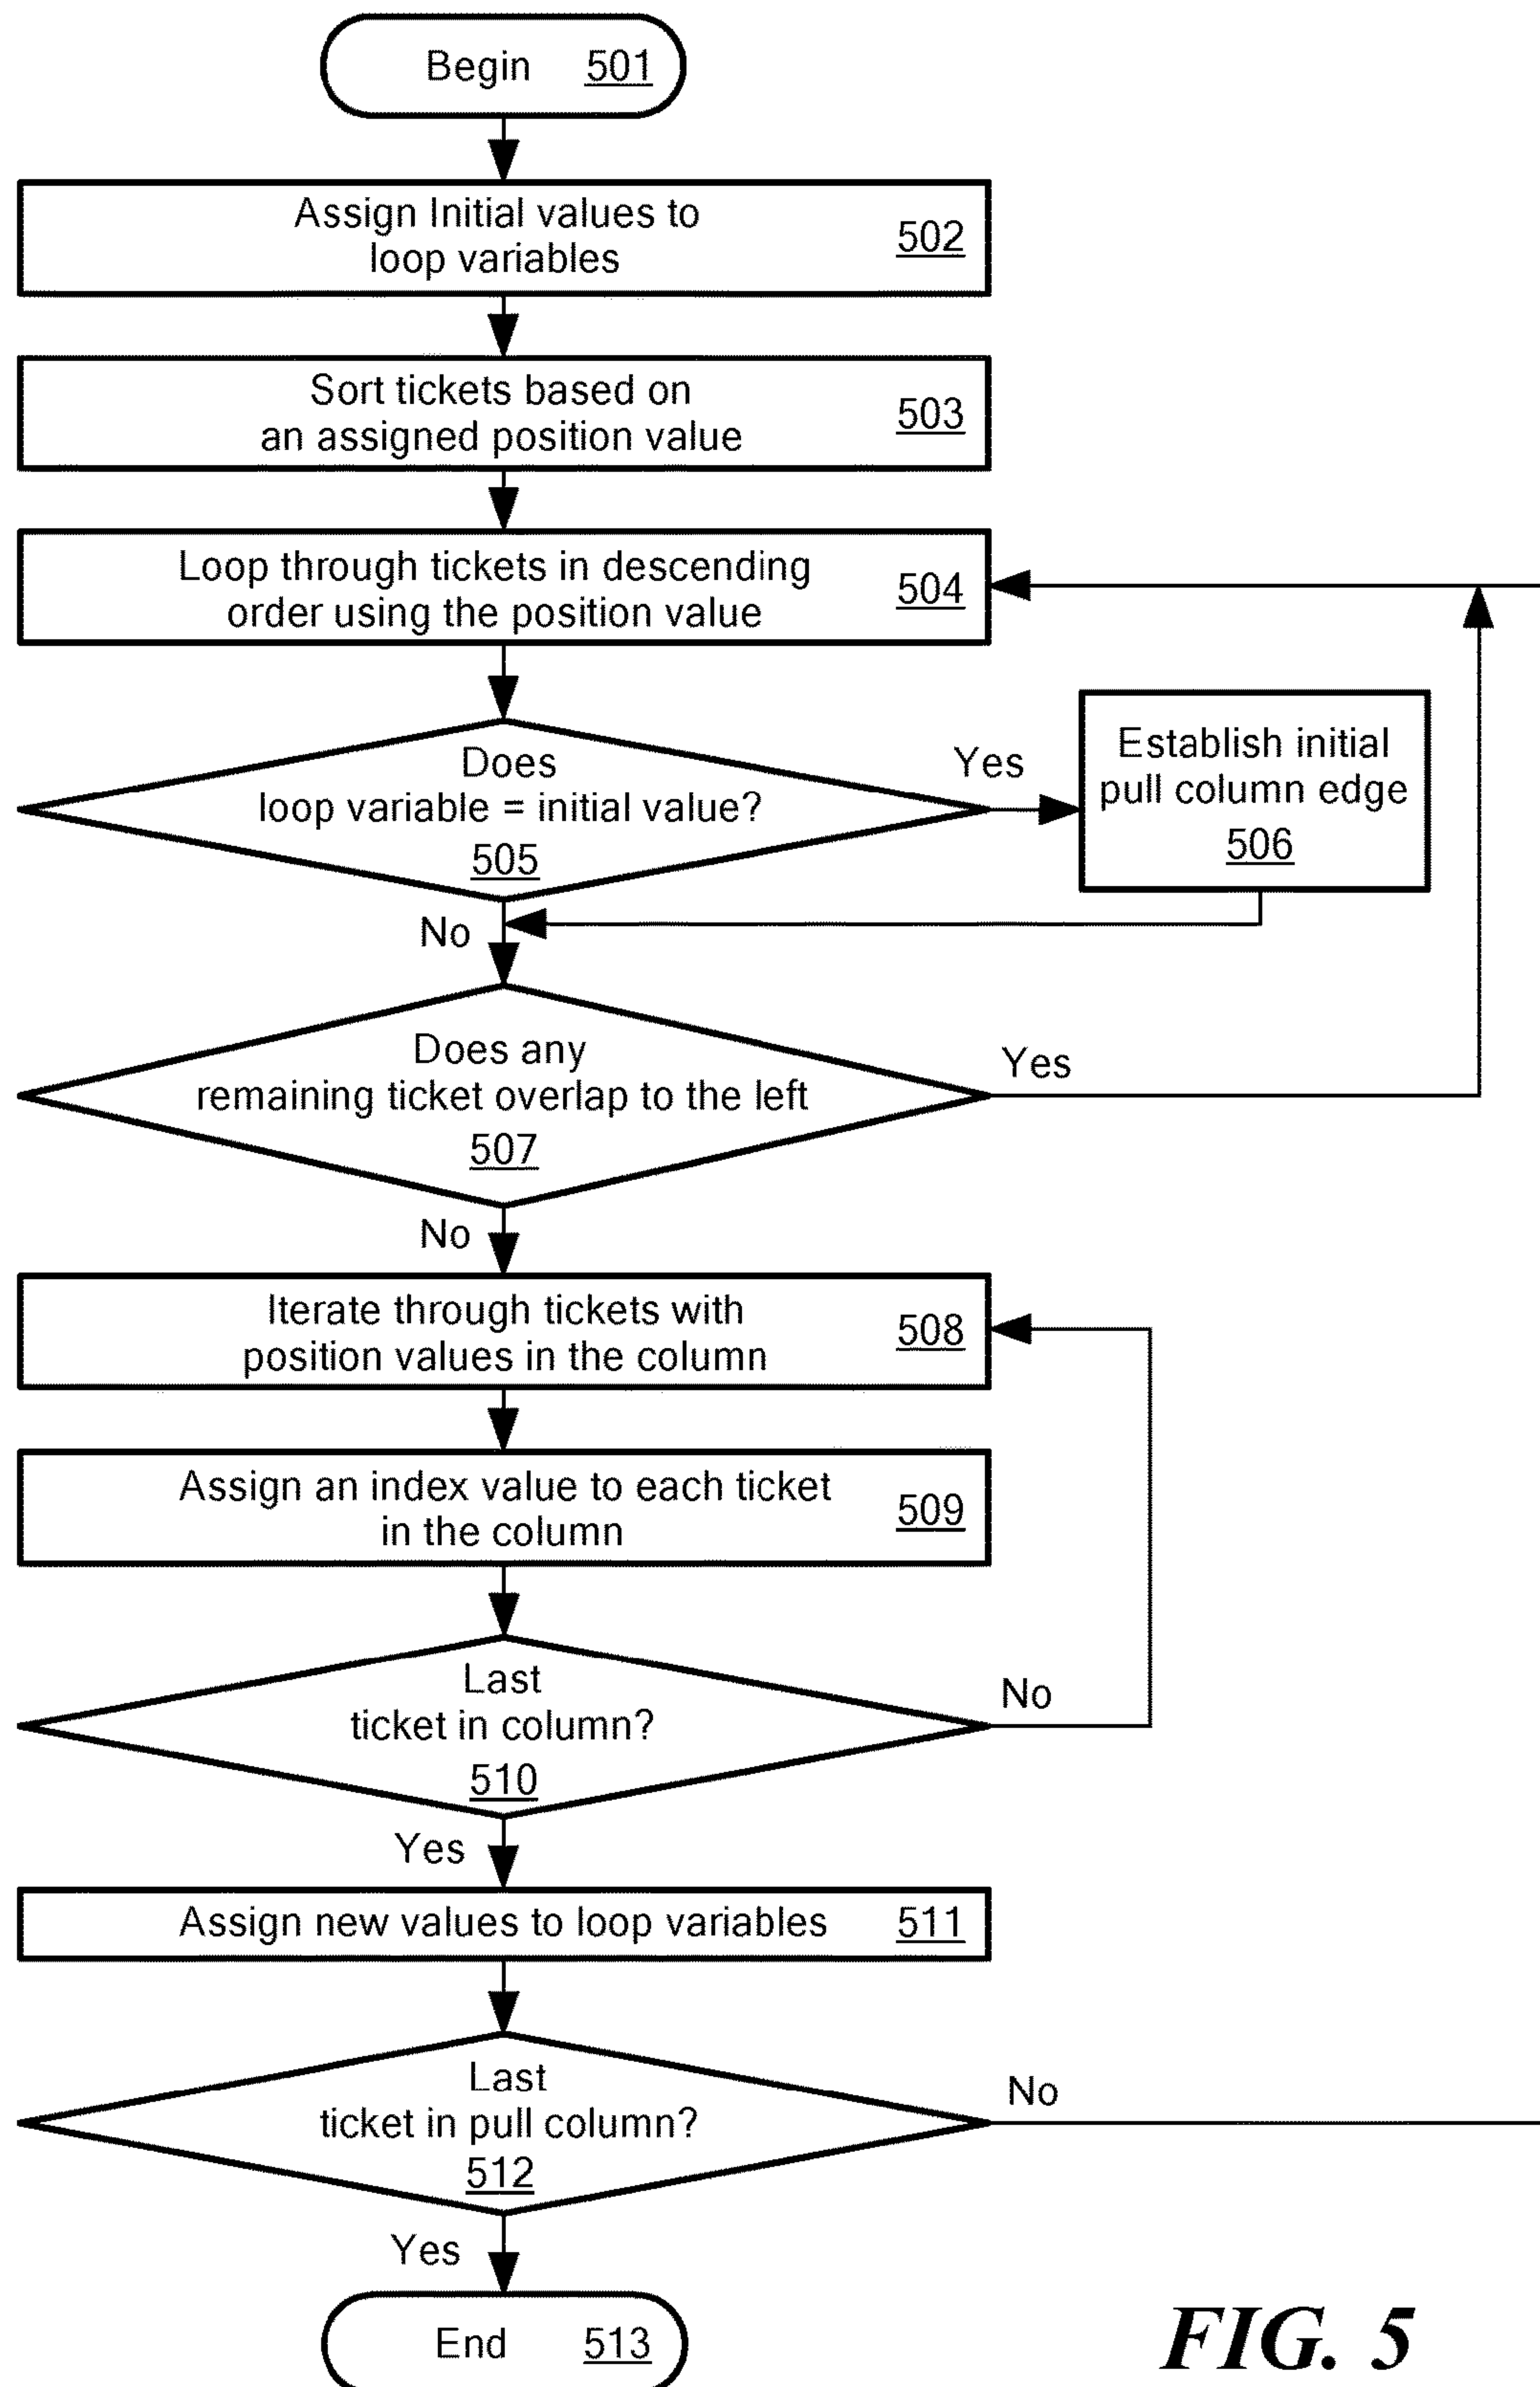 Begin 501
Assign Initial values to
loop variables
502
Sort tickets based on
an assigned position value
503
Loop through tickets in descending
order using the position value
504
Does
loop variable = initial value?
505
Yes
Establish initial
pull column edge
506
No
Does any
remaining ticket overlap to the left
507
Yes
No
Iterate through tickets with
position values in the column
508
Assign an index value to each ticket
in the column
509
Last
ticket in column?
510
No
Yes
Assign new values to loop variables 511
Last
ticket in pull column?
512
No
Yes
End 513
FIG. 5